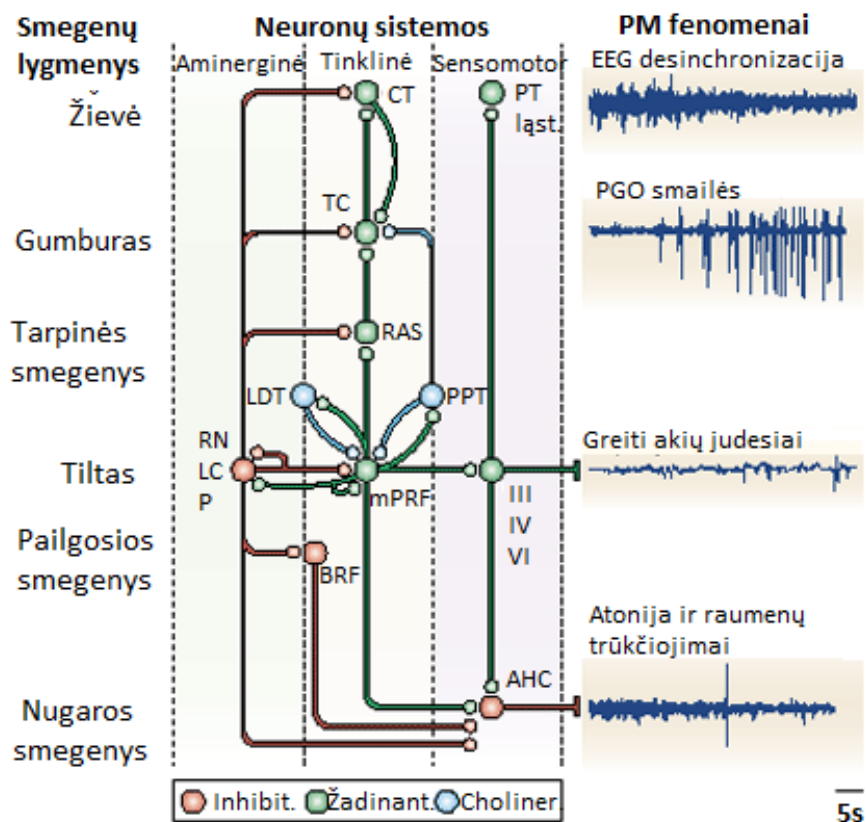 Smegenų
lygmenys
Neuronų sistemos
PM fenomenai
Aminerginė
Tinklinė
Sensomotor
EEG desinchronizacija
Žievė
CT
PT
ląst.
TC
PGO smailės
Gumburas
Tarpinės
smegenys
RAS
LDT
PPT
Greiti akių judesiai
RN
LC
P
Tiltas
mPRF
III
IV
VI
Pailgosios
smegenys
BRF
Atonija ir raumenų
trūkčiojimai
AHC
Nugaros
smegenys
Inhibit.
Žadinant.
Choliner.
5s